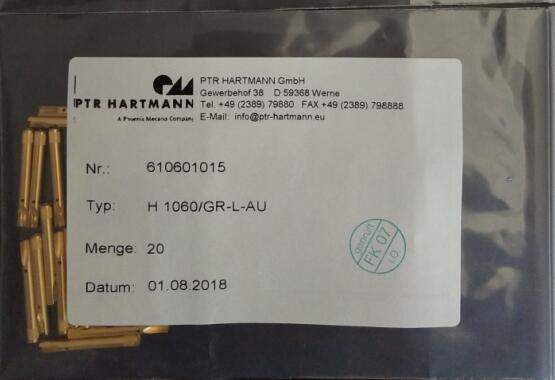 PTR HARTMANN
A Phoenix Mecano Company
PTR HARTMANN GmbH
Gewerbehof 38 D 59368 Werne
Tel. +49 (2389) 79880 FAX +49 (2389) 798888
E-Mail: info@ptr-hartmann.eu
Nr.: 610601015
Typ: H 1060/GR-L-AU
Menge: 20
Datum: 01.08.2018
geprüft
FK 07
i.O.